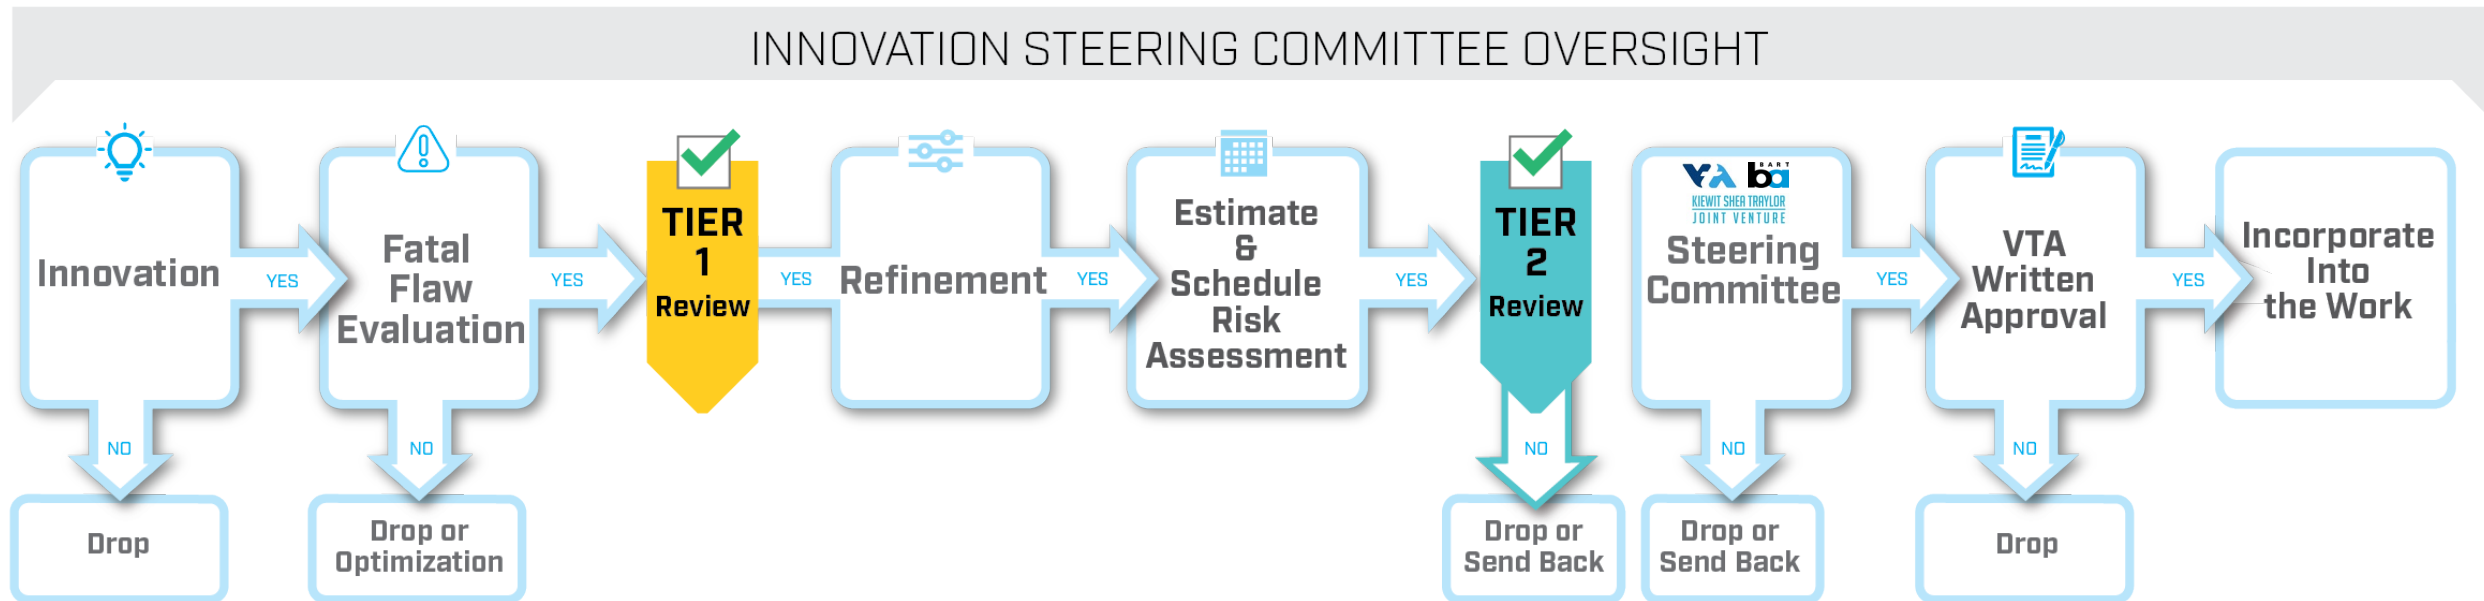 INNOVATION STEERING COMMITTEE OVERSIGHT
Innovation
YES
NO
Drop
Fatal
Flaw
Evaluation
YES
NO
Drop or
Optimization
TIER
1
Review
YES
Refinement
YES
Estimate
&
Schedule
Risk
Assessment
YES
TIER
2
Review
NO
Drop or
Send Back
VTA
BART
ba
KIEWIT SHEA TRAYLOR
JOINT VENTURE
Steering
Committee
YES
NO
Drop or
Send Back
VTA
Written
Approval
YES
NO
Drop
Incorporate
Into
the Work